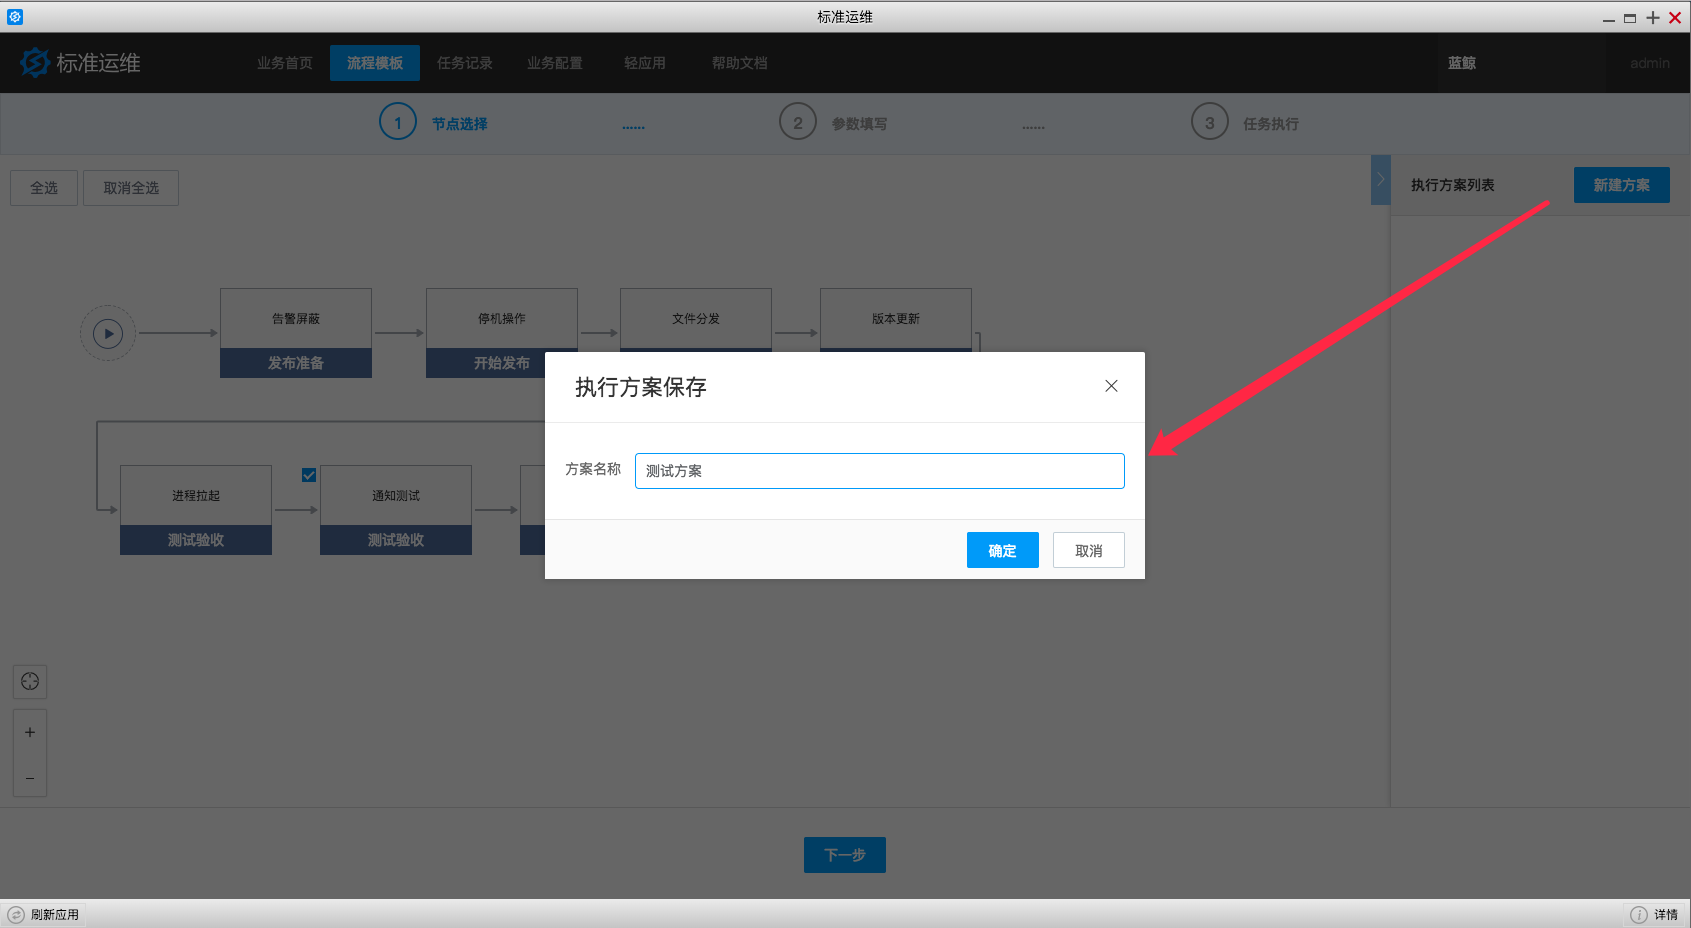 标准运维
标准运维
业务首页
流程模板
任务记录
业务配置
轻应用
帮助文档
蓝鲸
admin
1
节点选择
......
2
参数填写
......
3
任务执行
全选
取消全选
执行方案列表
新建方案
告警屏蔽
发布准备
停机操作
开始发布
文件分发
版本更新
执行方案保存
方案名称
测试方案
确定
取消
进程拉起
测试验收
通知测试
测试验收
下一步
刷新应用
详情